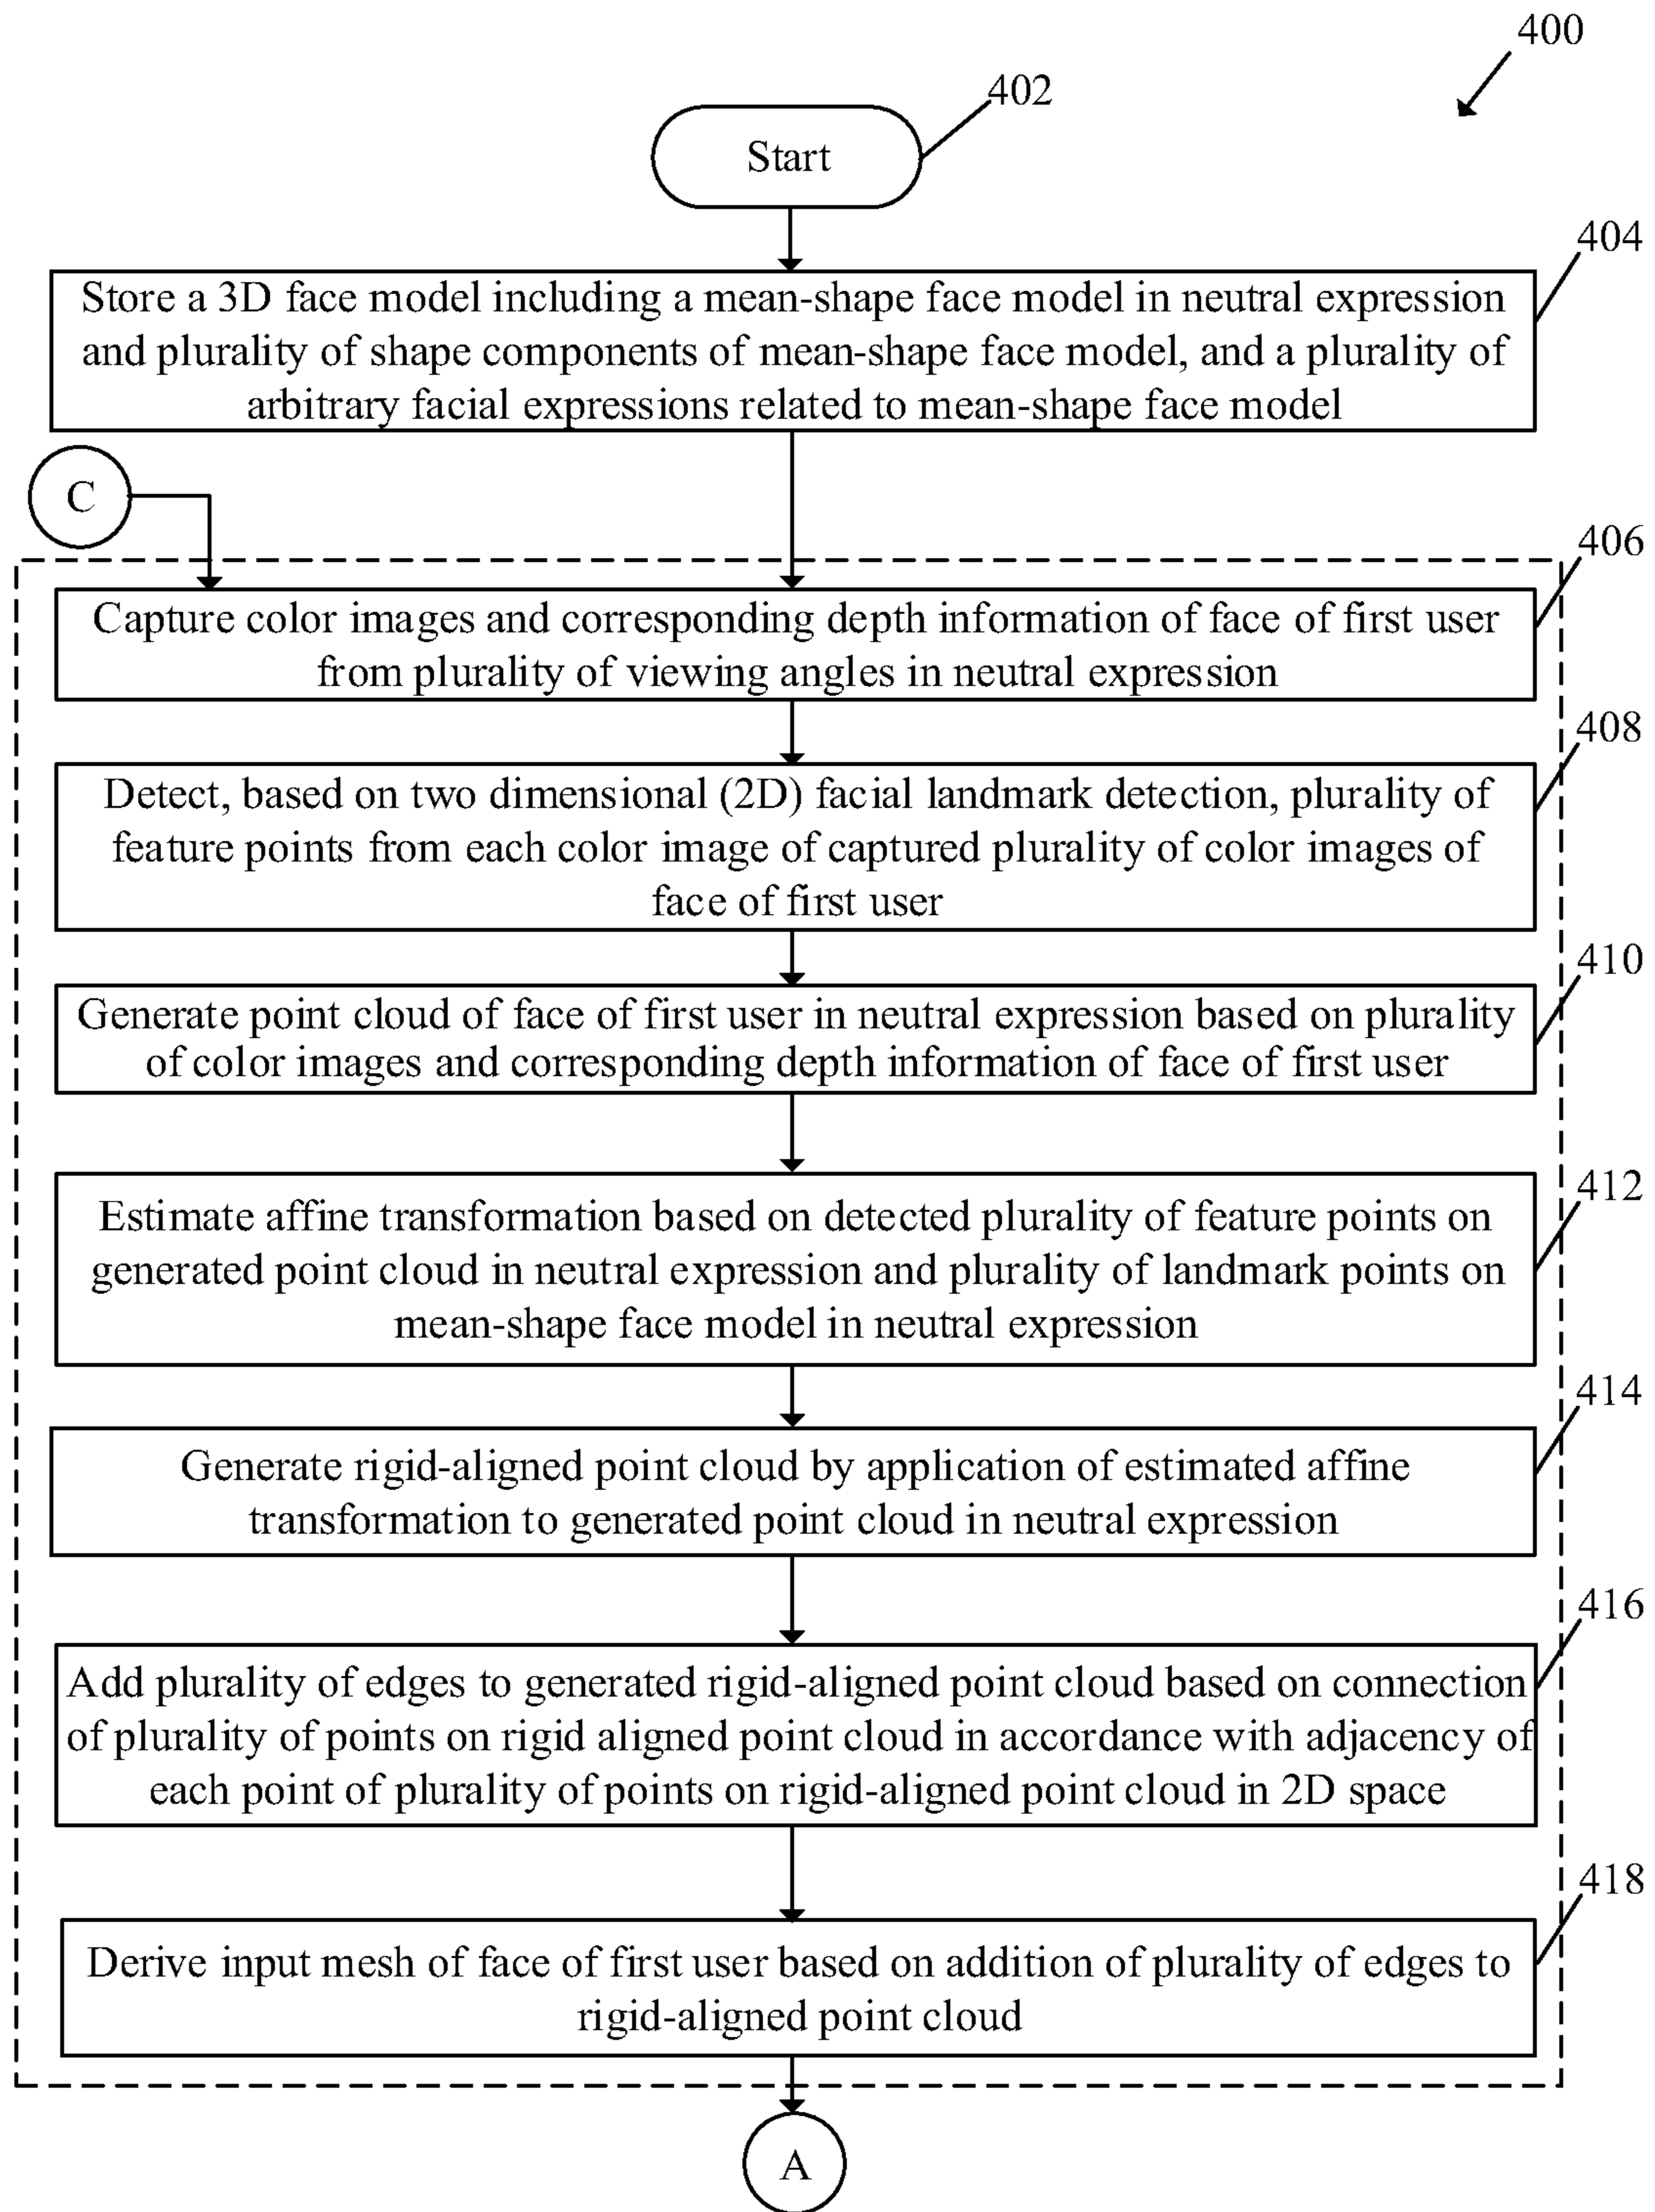 400
402
Start
404
Store a 3D face model including a mean-shape face model in neutral expression
and plurality of shape components of mean-shape face model, and a plurality of
arbitrary facial expressions related to mean-shape face model
C
406
Capture color images and corresponding depth information of face of first user
from plurality of viewing angles in neutral expression
408
Detect, based on two dimensional (2D) facial landmark detection, plurality of
feature points from each color image of captured plurality of color images of
face of first user
410
Generate point cloud of face of first user in neutral expression based on plurality
of color images and corresponding depth information of face of first user
412
Estimate affine transformation based on detected plurality of feature points on
generated point cloud in neutral expression and plurality of landmark points on
mean-shape face model in neutral expression
414
Generate rigid-aligned point cloud by application of estimated affine
transformation to generated point cloud in neutral expression
416
Add plurality of edges to generated rigid-aligned point cloud based on connection
of plurality of points on rigid aligned point cloud in accordance with adjacency of
each point of plurality of points on rigid-aligned point cloud in 2D space
418
Derive input mesh of face of first user based on addition of plurality of edges to
rigid-aligned point cloud
A